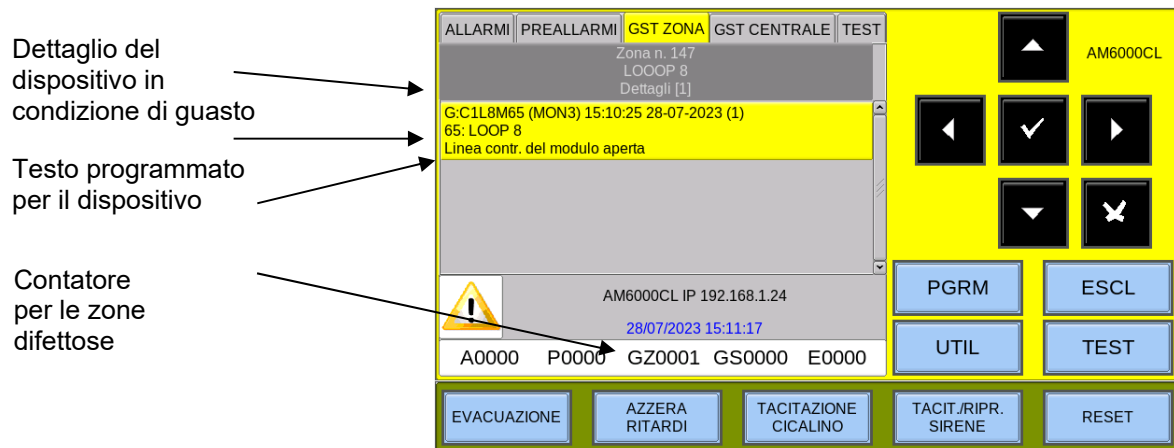 Dettaglio del
dispositivo in
condizione di guasto
Testo programmato
per il dispositivo
Contatore
per le zone
difettose
ALLARMI PREALLARMI GST ZONA GST CENTRALE TEST
Zona n. 147
LOOOP 8
Dettagli [1]
G:C1L8M65 (MON3) 15:10:25 28-07-2023 (1)
65: LOOP 8
Linea contr. del modulo aperta
AM6000CL IP 192.168.1.24
28/07/2023 15:11:17
A0000 P0000 GZ0001 GS0000 E0000
AM6000CL
PGRM ESCL
UTIL TEST
EVACUAZIONE
AZZERA
RITARDI
TACITAZIONE
CICALINO
TACIT./RIPR.
SIRENE
RESET